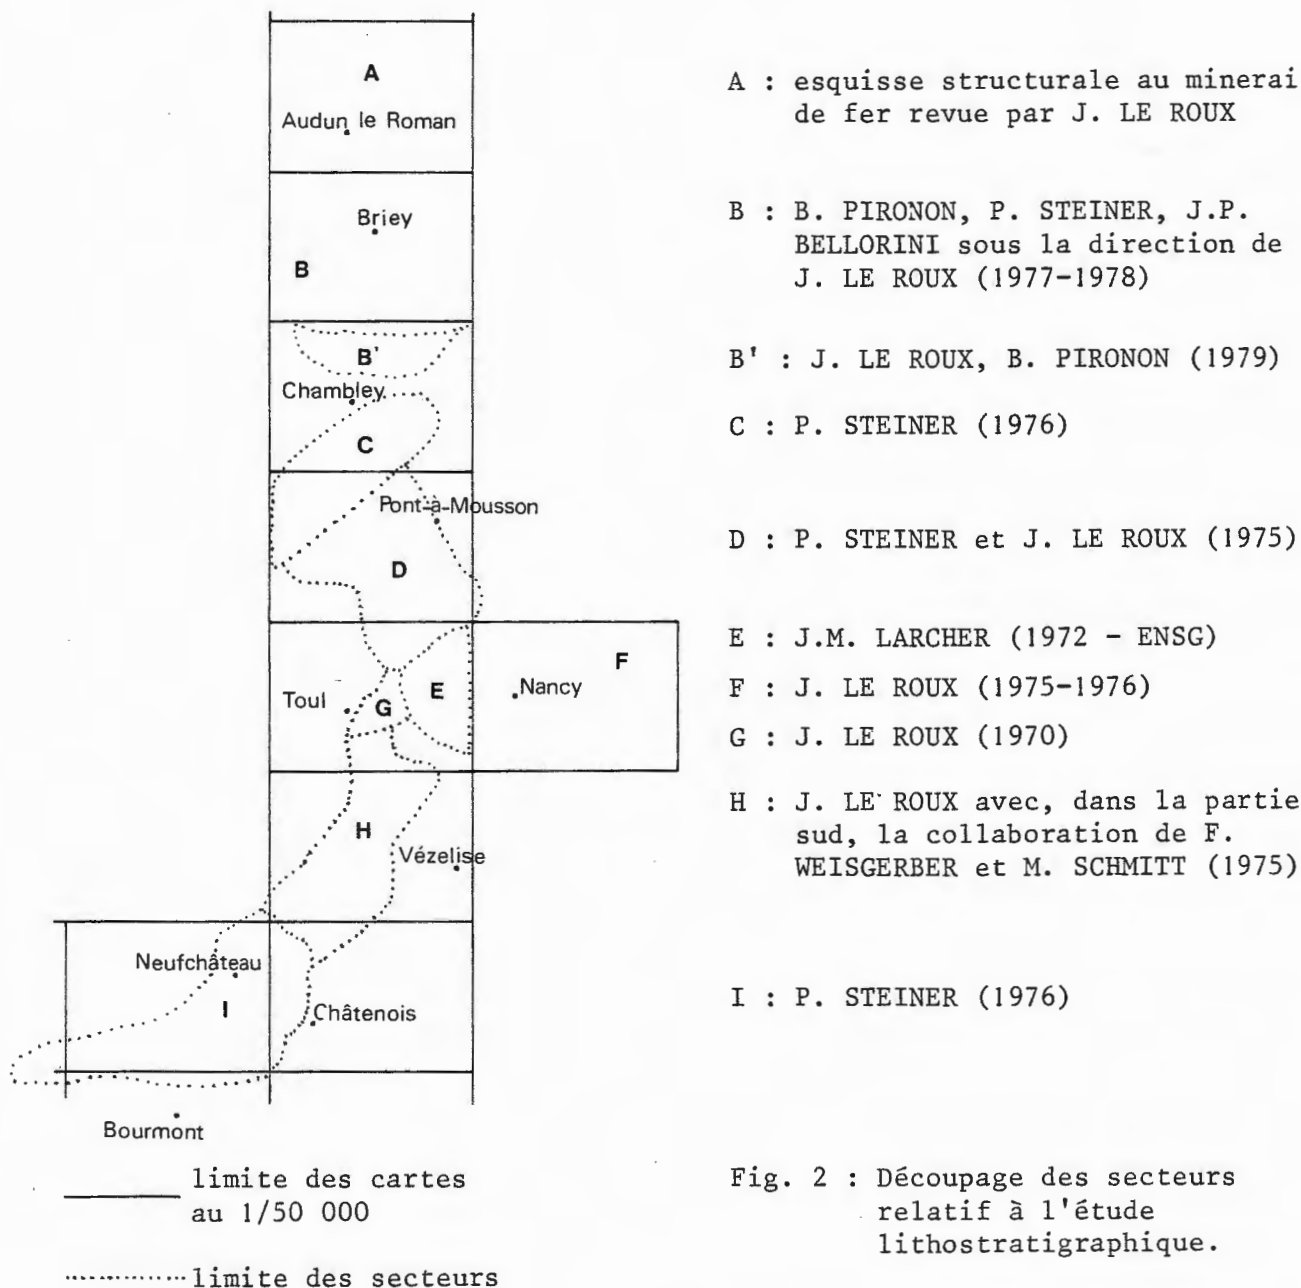 A
Audun le Roman
Briey
B
B'
Chambley
C
Pont-à-Mousson
D
F
E
Nancy
Toul
G
H
Vézelise
Neufchâteau
I
Châtenois
Bourmont
limite des cartes
au 1/50 000
limite des secteurs
A : esquisse structurale au minerai
de fer revue par J. LE ROUX
B : B. PIRONON, P. STEINER, J.P.
BELLORINI sous la direction de
J. LE ROUX (1977-1978)
B' : J. LE ROUX, B. PIRONON (1979)
C : P. STEINER (1976)
D : P. STEINER et J. LE ROUX (1975)
E : J.M. LARCHER (1972 - ENSG)
F : J. LE ROUX (1975-1976)
G : J. LE ROUX (1970)
H : J. LE ROUX avec, dans la partie
sud, la collaboration de F.
WEISGERBER et M. SCHMITT (1975)
I : P. STEINER (1976)
Fig. 2 : Découpage des secteurs
relatif à l'étude
lithostratigraphique.